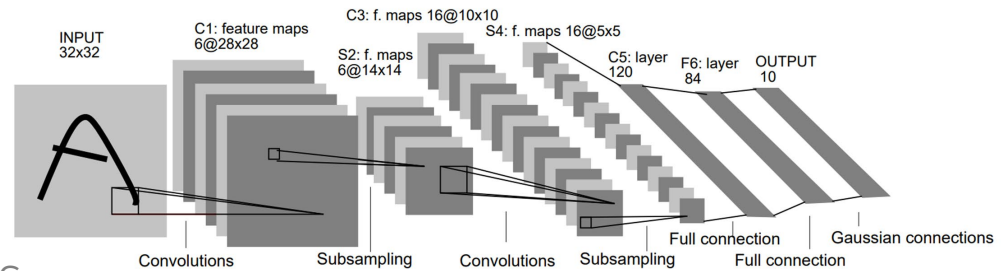 INPUT
32x32
C1: feature maps
6@28x28
S2: f. maps
6@14x14
C3: f. maps 16@10x10
S4: f. maps 16@5x5
C5: layer
120
F6: layer
84
OUTPUT
10
Convolutions
Subsampling
Convolutions
Subsampling
Full connection
Full connection
Gaussian connections